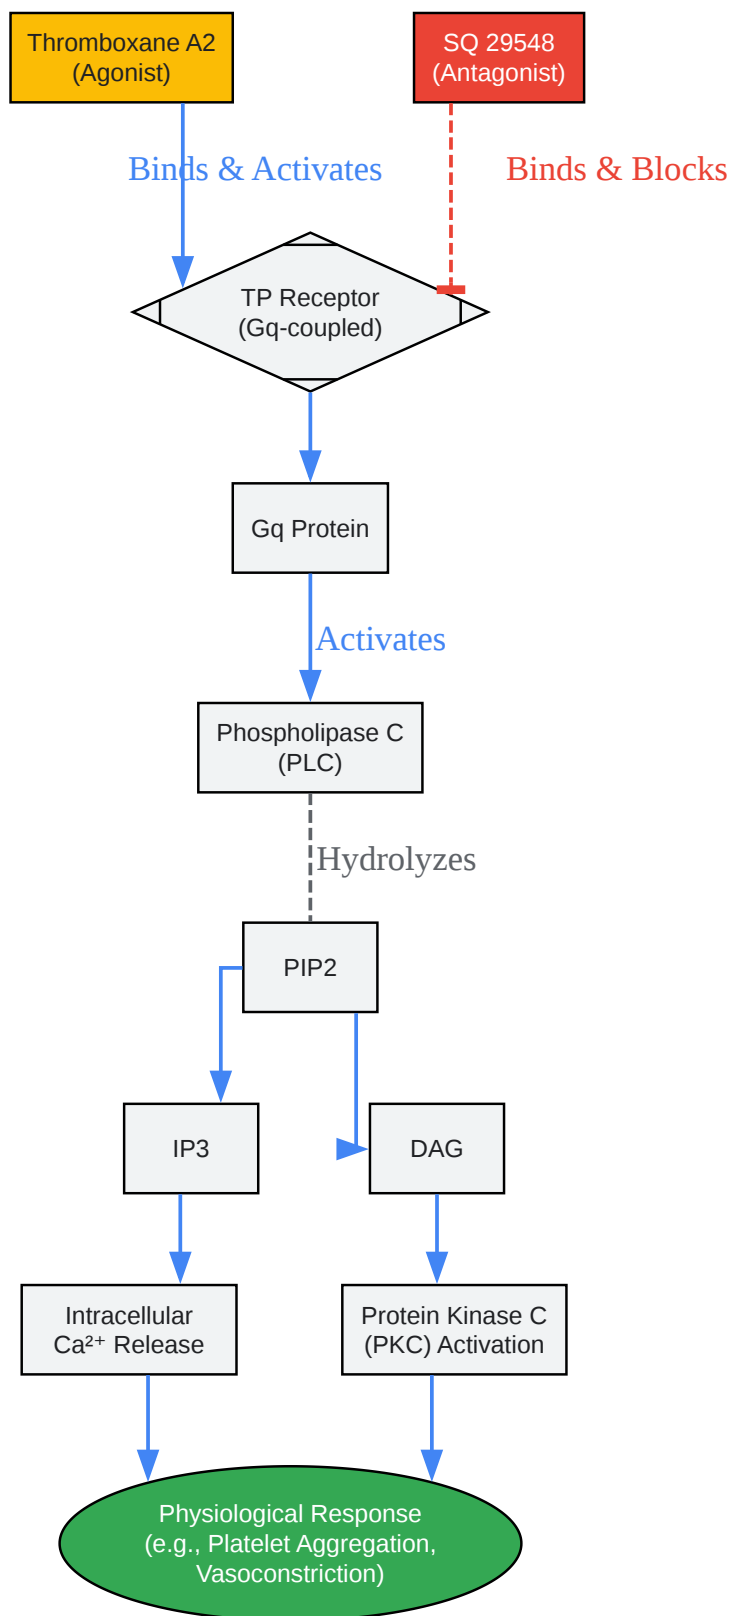 Thromboxane A2
(Agonist)
SQ 29548
(Antagonist)
Binds & Activates
Binds & Blocks
TP Receptor
(Gq-coupled)
Gq Protein
Activates
Phospholipase C
(PLC)
Hydrolyzes
PIP2
IP3
DAG
Intracellular
Ca²⁺ Release
Protein Kinase C
(PKC) Activation
Physiological Response
(e.g., Platelet Aggregation,
Vasoconstriction)